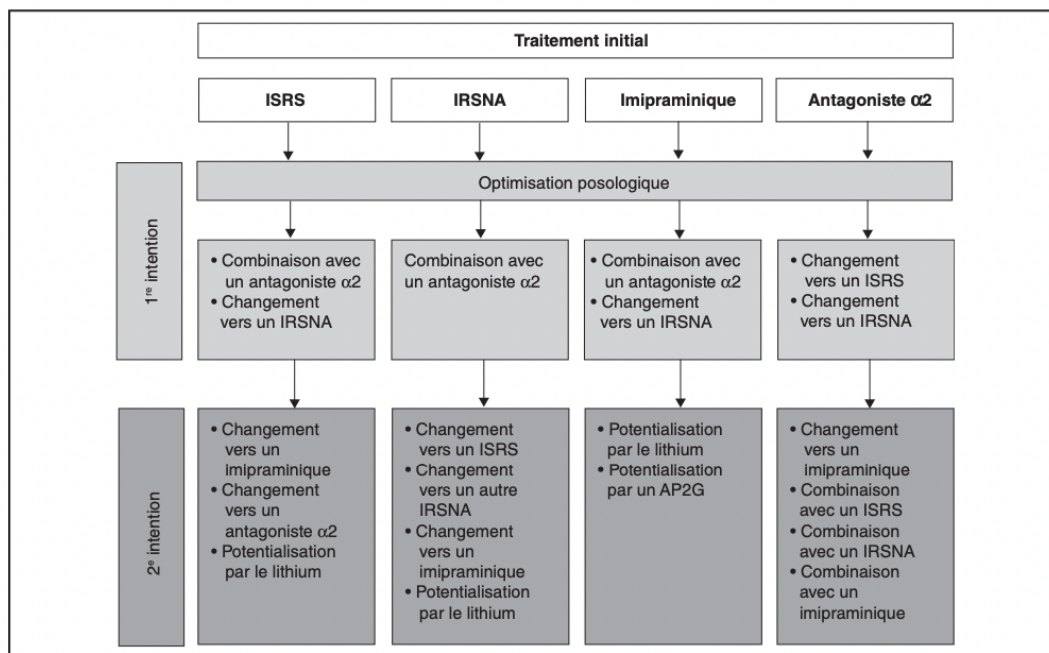 Traitement initial
ISRS
IRSNA
Imipraminique
Antagoniste α2
Optimisation posologique
1re intention
• Combinaison avec
un antagoniste α2
• Changement
vers un IRSNA
Combinaison avec
un antagoniste α2
• Combinaison avec
un antagoniste α2
• Changement
vers un IRSNA
• Changement
vers un ISRS
• Changement
vers un IRSNA
2e intention
• Changement
vers un
imipraminique
• Changement
vers un
antagoniste α2
• Potentialisation
par le lithium
• Changement
vers un ISRS
• Changement
vers un autre
IRSNA
• Changement
vers un
imipraminique
• Potentialisation
par le lithium
• Potentialisation
par le lithium
• Potentialisation
par un AP2G
• Changement
vers un
imipraminique
• Combinaison
avec un ISRS
• Combinaison
avec un IRSNA
• Combinaison
avec un
imipraminique